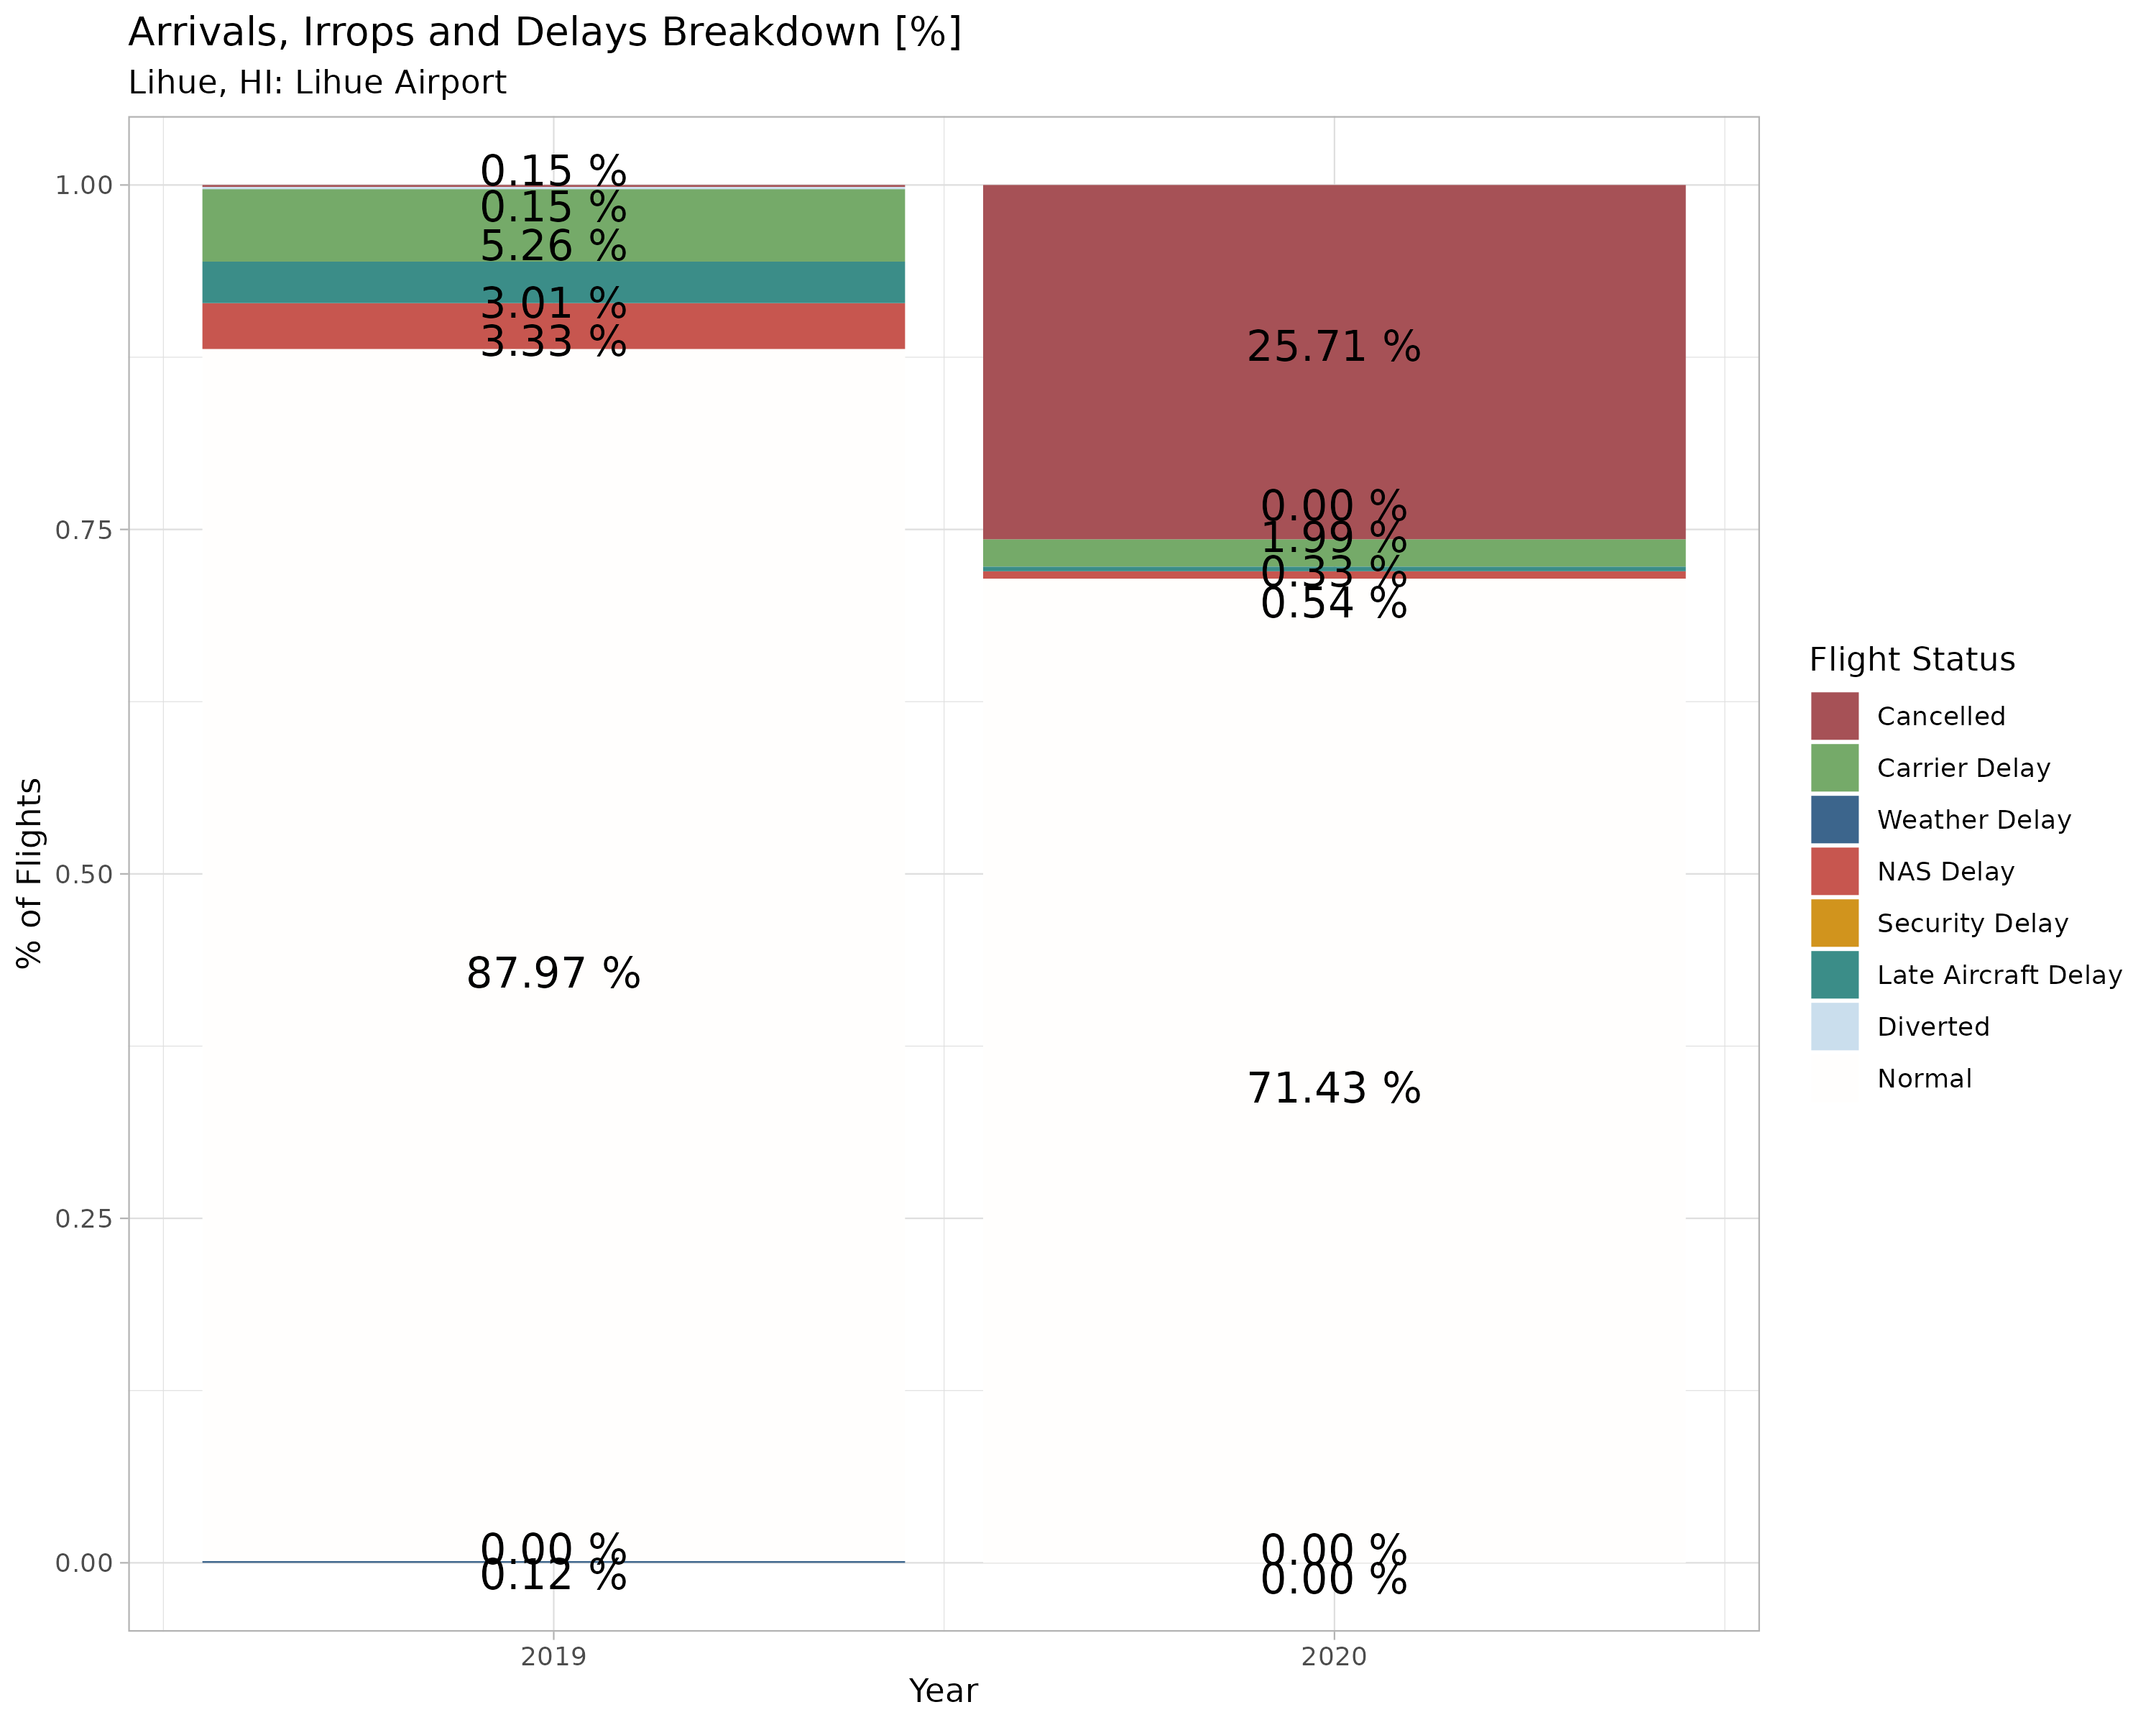 Arrivals, Irrops and Delays Breakdown [%]
Lihue, HI: Lihue Airport
% of Flights
1.00
0.75
0.50
0.25
0.00
0.15 %
0.15 %
5.26 %
3.01 %
3.33 %
87.97 %
0.00 %
0.12 %
25.71 %
0.00 %
1.99 %
0.33 %
0.54 %
71.43 %
0.00 %
0.00 %
2019
2020
Year
Flight Status
Cancelled
Carrier Delay
Weather Delay
NAS Delay
Security Delay
Late Aircraft Delay
Diverted
Normal